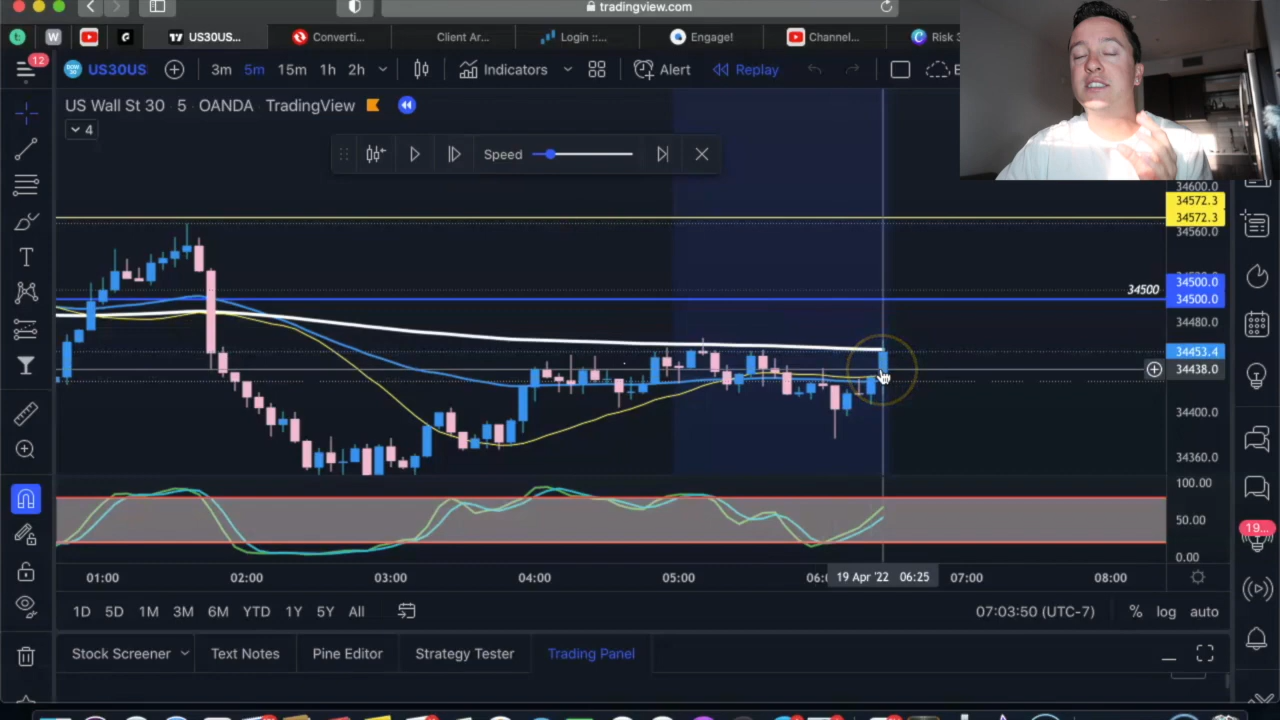 tradingview.com
US30US...
Converti...
Client Ar...
Login ::...
Engage!
Channel...
Risk
12
US30US
3m 5m 15m 1h 2h
Indicators
Alert
Replay
US Wall St 30 · 5 · OANDA · TradingView
4
Speed
34600.0
34572.3
34572.3
34560.0
34500.0
34500
34500.0
34480.0
34453.4
34438.0
34400.0
34360.0
100.00
50.00
0.00
19...
01:00 02:00 03:00 04:00 05:00 19 Apr '22 06:25 07:00 08:00
1D 5D 1M 3M 6M YTD 1Y 5Y All
07:03:50 (UTC-7)
% log auto
Stock Screener Text Notes Pine Editor Strategy Tester Trading Panel